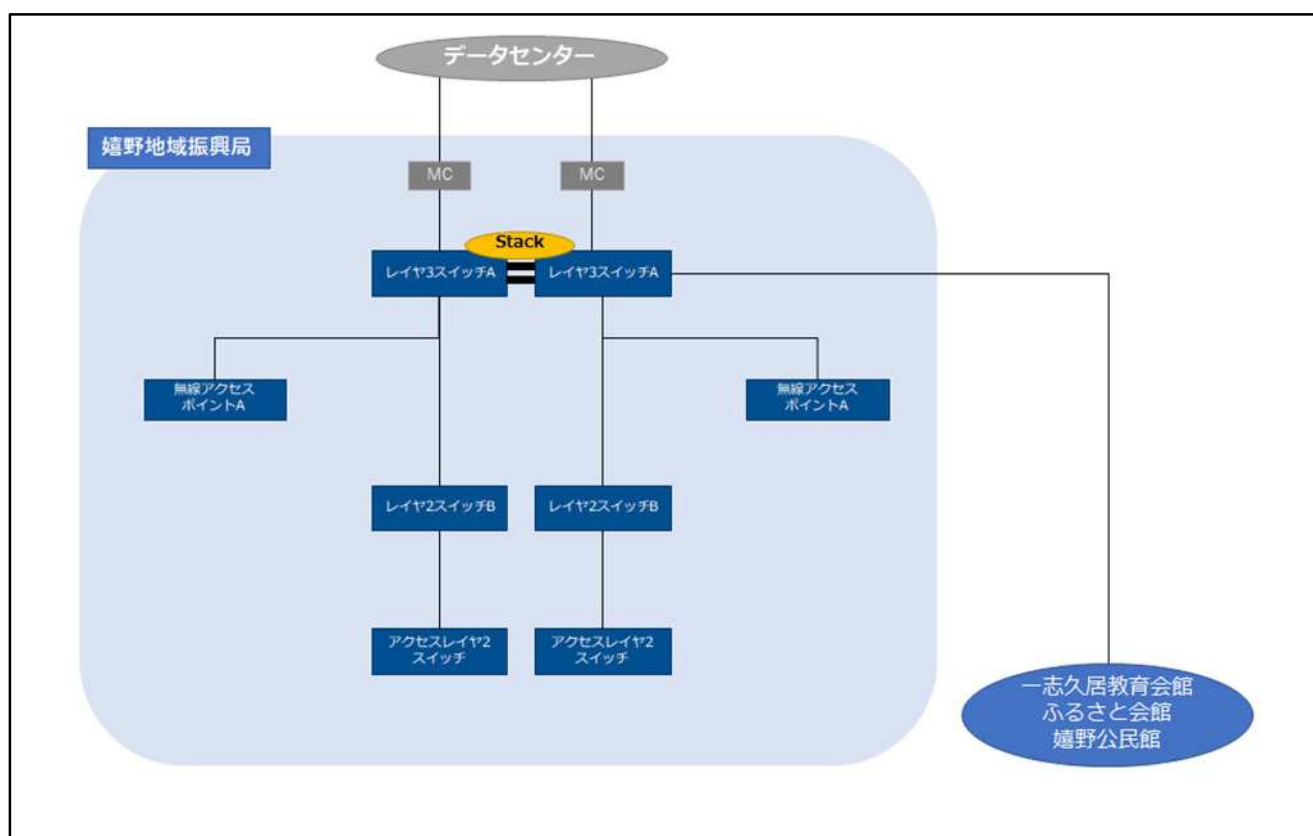 データセンター
嬉野地域振興局
MC
MC
Stack
レイヤ3スイッチA
レイヤ3スイッチA
無線アクセス
ポイントA
無線アクセス
ポイントA
レイヤ2スイッチB
レイヤ2スイッチB
アクセスレイヤ2
スイッチ
アクセスレイヤ2
スイッチ
一志久居教育会館
ふるさと会館
嬉野公民館